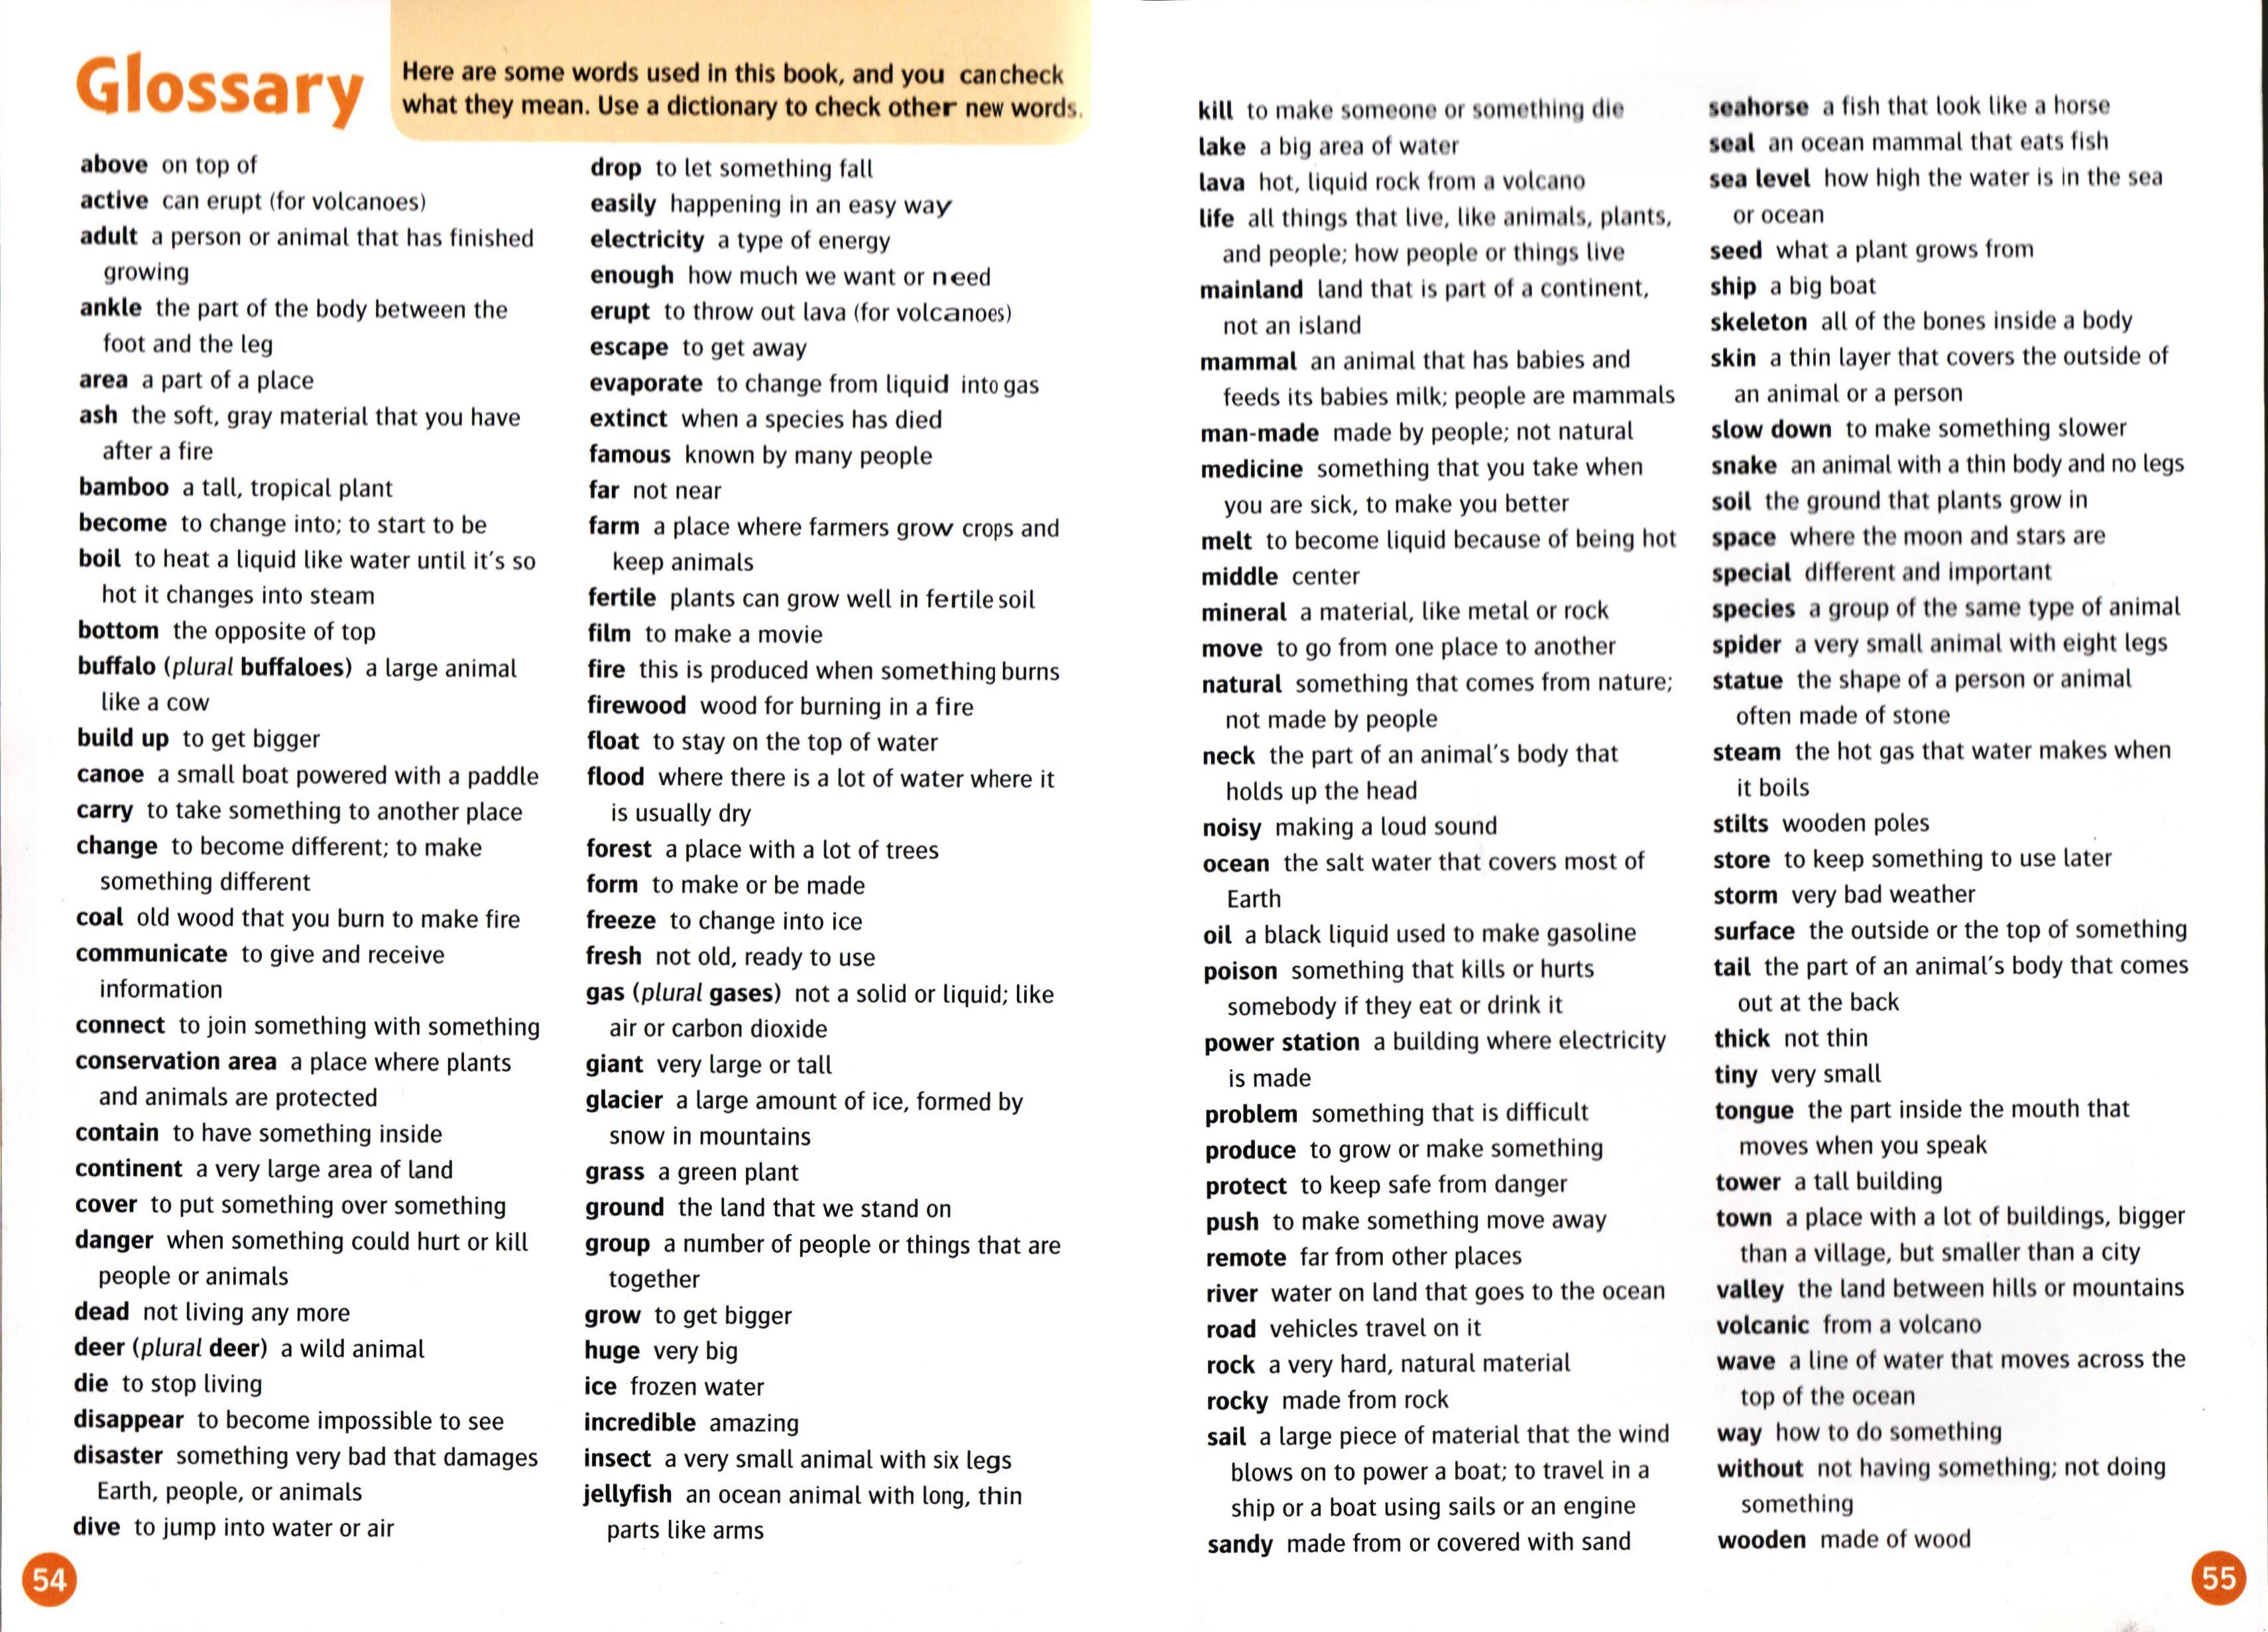 Glossary
Here are some words used in this book, and you can check
what they mean. Use a dictionary to check other new words.
above on top of
active can erupt (for volcanoes)
adult a person or animal that has finished
growing
ankle the part of the body between the
foot and the leg
area a part of a place
ash the soft, gray material that you have
after a fire
bamboo a tall, tropical plant
become to change into; to start to be
boil to heat a liquid like water until it's so
hot it changes into steam
bottom the opposite of top
buffalo (plural buffaloes) a large animal
like a cow
build up to get bigger
canoe a small boat powered with a paddle
carry to take something to another place
change to become different; to make
something different
coal old wood that you burn to make fire
communicate to give and receive
information
connect to join something with something
conservation area a place where plants
and animals are protected
contain to have something inside
continent a very large area of land
cover to put something over something
danger when something could hurt or kill
people or animals
dead not living any more
deer (plural deer) a wild animal
die to stop living
disappear to become impossible to see
disaster something very bad that damages
Earth, people, or animals
dive to jump into water or air
54
drop to let something fall
easily happening in an easy way
electricity a type of energy
enough how much we want or need
erupt to throw out lava (for volcanoes)
escape to get away
evaporate to change from liquid into gas
extinct when a species has died
famous known by many people
far not near
farm a place where farmers grow crops and
keep animals
fertile plants can grow well in fertile soil
film to make a movie
fire this is produced when something burns
firewood wood for burning in a fire
float to stay on the top of water
flood where there is a lot of water where it
is usually dry
forest a place with a lot of trees
form to make or be made
freeze to change into ice
fresh not old, ready to use
gas (plural gases) not a solid or liquid; like
air or carbon dioxide
giant very large or tall
glacier a large amount of ice, formed by
snow in mountains
grass a green plant
ground the land that we stand on
group a number of people or things that are
together
grow to get bigger
huge very big
ice frozen water
incredible amazing
insect a very small animal with six legs
jellyfish an ocean animal with long, thin
parts like arms
kill to make someone or something die
lake a big area of water
lava hot, liquid rock from a volcano
life all things that live, like animals, plants,
and people; how people or things live
mainland land that is part of a continent,
not an island
mammal an animal that has babies and
feeds its babies milk; people are mammals
man-made made by people; not natural
medicine something that you take when
you are sick, to make you better
melt to become liquid because of being hot
middle center
mineral a material, like metal or rock
move to go from one place to another
natural something that comes from nature;
not made by people
neck the part of an animal's body that
holds up the head
noisy making a loud sound
ocean the salt water that covers most of
Earth
oil a black liquid used to make gasoline
poison something that kills or hurts
somebody if they eat or drink it
power station a building where electricity
is made
problem something that is difficult
produce to grow or make something
protect to keep safe from danger
push to make something move away
remote far from other places
river water on land that goes to the ocean
road vehicles travel on it
rock a very hard, natural material
rocky made from rock
sail a large piece of material that the wind
blows on to power a boat; to travel in a
ship or a boat using sails or an engine
sandy made from or covered with sand
seahorse a fish that look like a horse
seal an ocean mammal that eats fish
sea level how high the water is in the sea
or ocean
seed what a plant grows from
ship a big boat
skeleton all of the bones inside a body
skin a thin layer that covers the outside of
an animal or a person
slow down to make something slower
snake an animal with a thin body and no legs
soil the ground that plants grow in
space where the moon and stars are
special different and important
species a group of the same type of animal
spider a very small animal with eight legs
statue the shape of a person or animal
often made of stone
steam the hot gas that water makes when
it boils
stilts wooden poles
store to keep something to use later
storm very bad weather
surface the outside or the top of something
tail the part of an animal's body that comes
out at the back
thick not thin
tiny very small
tongue the part inside the mouth that
moves when you speak
tower a tall building
town a place with a lot of buildings, bigger
than a village, but smaller than a city
valley the land between hills or mountains
volcanic from a volcano
wave a line of water that moves across the
top of the ocean
way how to do something
without not having something; not doing
something
wooden made of wood
55